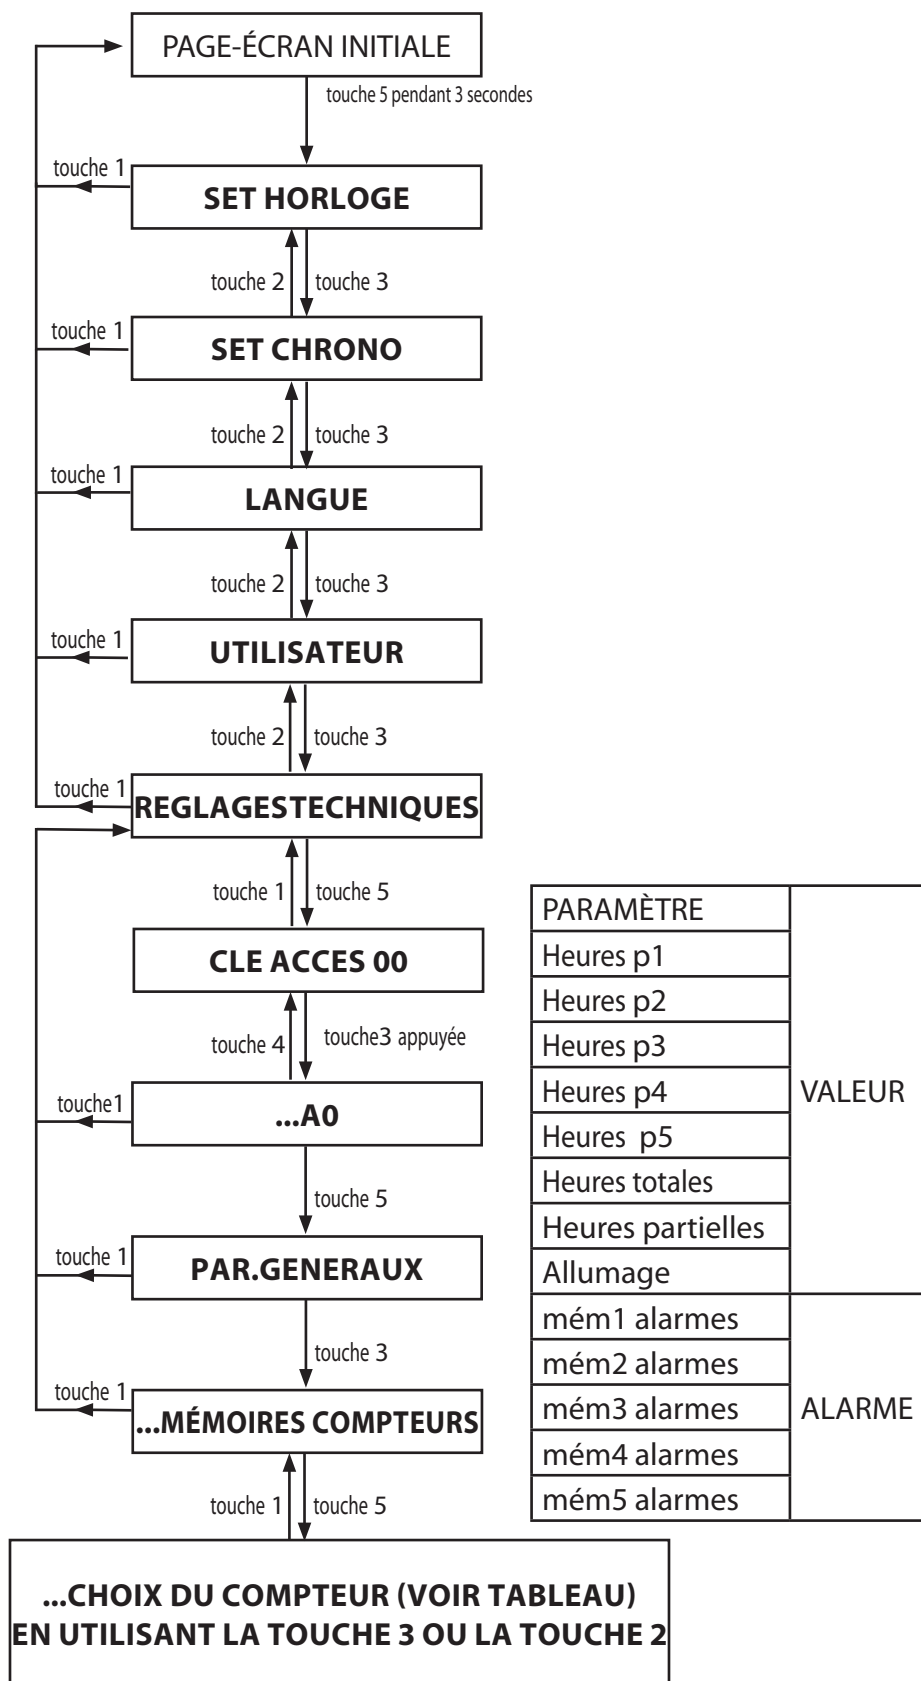 PAGE-ÉCRAN INITIALE
touche 5 pendant 3 secondes
touche 1
SET HORLOGE
touche 2
touche 3
touche 1
SET CHRONO
touche 2
touche 3
touche 1
LANGUE
touche 2
touche 3
touche 1
UTILISATEUR
touche 2
touche 3
touche 1
REGLAGESTECHNIQUES
touche 1
touche 5
CLE ACCES 00
touche 4
touche3 appuyée
touche1
...A0
touche 5
touche 1
PAR.GENERAUX
touche 3
touche 1
...MÉMOIRES COMPTEURS
touche 1
touche 5
...CHOIX DU COMPTEUR (VOIR TABLEAU)
EN UTILISANT LA TOUCHE 3 OU LA TOUCHE 2
PARAMÈTRE
Heures p1
Heures p2
Heures p3
Heures p4
Heures p5
Heures totales
Heures partielles
Allumage
VALEUR
mém1 alarmes
mém2 alarmes
mém3 alarmes
mém4 alarmes
mém5 alarmes
ALARME